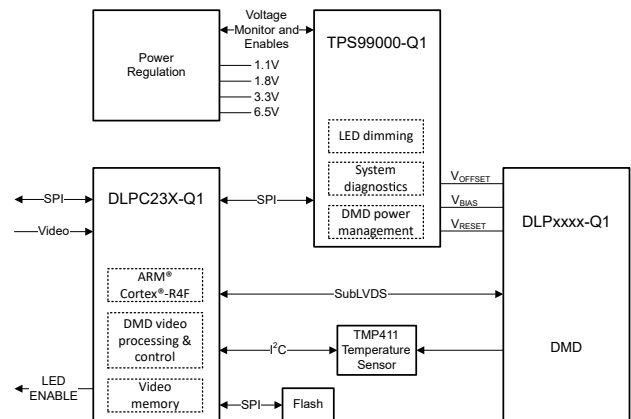 Voltage
Monitor and
Enables
Power
Regulation
1.1V
1.8V
3.3V
6.5V
TPS99000-Q1
LED dimming
System
diagnostics
DMD power
management
VOFFSET
VBIAS
VRESET
SPI
Video
DLPC23X-Q1
SPI
DLPxxxx-Q1
ARM®
Cortex®-R4F
SubLVDS
DMD video
processing &
control
I²C
TMP411
Temperature
Sensor
DMD
LED
ENABLE
Video
memory
SPI
Flash